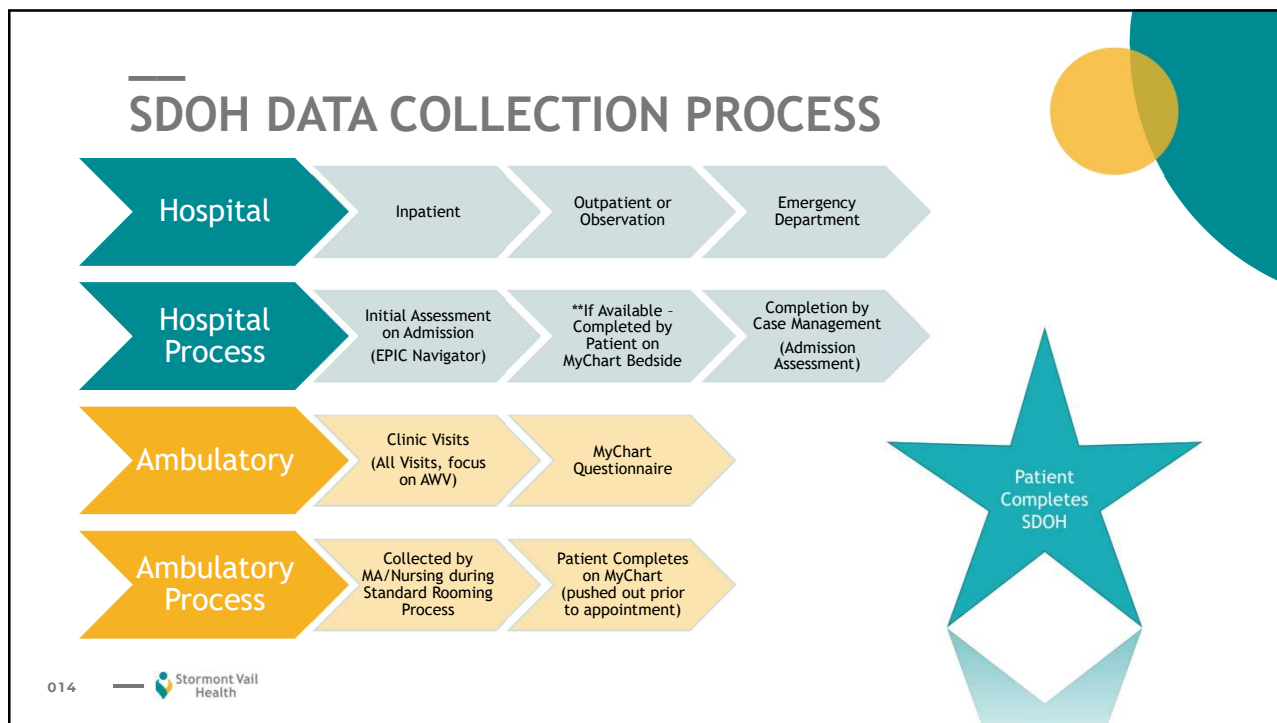 SDOH DATA COLLECTION PROCESS
Hospital
Inpatient
Outpatient or
Observation
Emergency
Department
Hospital
Process
Initial Assessment
on Admission
(EPIC Navigator)
**If Available -
Completed by
Patient on
MyChart Bedside
Completion by
Case Management
(Admission
Assessment)
Ambulatory
Clinic Visits
(All Visits, focus
on AWV)
MyChart
Questionnaire
Ambulatory
Process
Collected by
MA/Nursing during
Standard Rooming
Process
Patient Completes
on MyChart
(pushed out prior
to appointment)
Patient
Completes
SDOH
014
Stormont Vail
Health